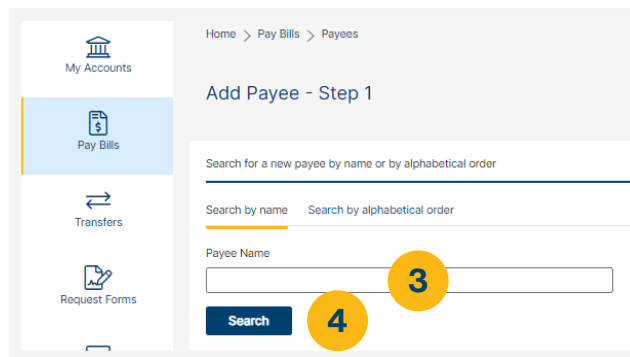 Home > Pay Bills > Payees
My Accounts
Add Payee - Step 1
Pay Bills
Search for a new payee by name or by alphabetical order
Search by name Search by alphabetical order
Transfers
Payee Name
3
Request Forms
Search 4